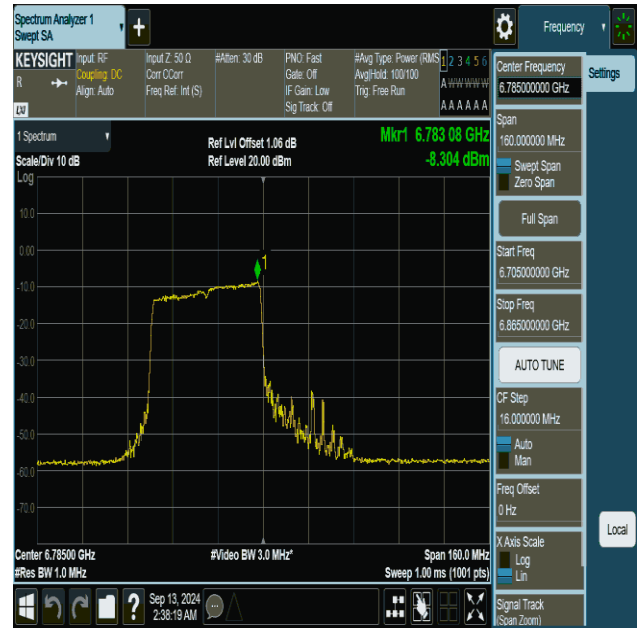 Spectrum Analyzer 1
Swept SA
Frequency
KEYSIGHT
R
LXI
Input: RF
Coupling: DC
Align: Auto
Input Z: 50 Ω
Corr CCorr
Freq Ref: Int (S)
#Atten: 30 dB
PNO: Fast
Gate: Off
IF Gain: Low
Sig Track: Off
#Avg Type: Power (RMS
Avg|Hold: 100/100
Trig: Free Run
1 2 3 4 5 6
A W W W W W
A A A A A A
Center Frequency
6.785000000 GHz
Settings
Span
160.000000 MHz
Swept Span
Zero Span
Full Span
Start Freq
6.705000000 GHz
Stop Freq
6.865000000 GHz
AUTO TUNE
CF Step
16.000000 MHz
Auto
Man
Freq Offset
0 Hz
X Axis Scale
Log
Lin
Signal Track
(Span Zoom)
Local
1 Spectrum
Scale/Div 10 dB
Log
Ref Lvl Offset 1.06 dB
Ref Level 20.00 dBm
Mkr1 6.783 08 GHz
-8.304 dBm
10.0
0.00
-10.0
-20.0
-30.0
-40.0
-50.0
-60.0
-70.0
1
Center 6.78500 GHz
#Res BW 1.0 MHz
#Video BW 3.0 MHz*
Span 160.0 MHz
Sweep 1.00 ms (1001 pts)
?
Sep 13, 2024
2:38:19 AM